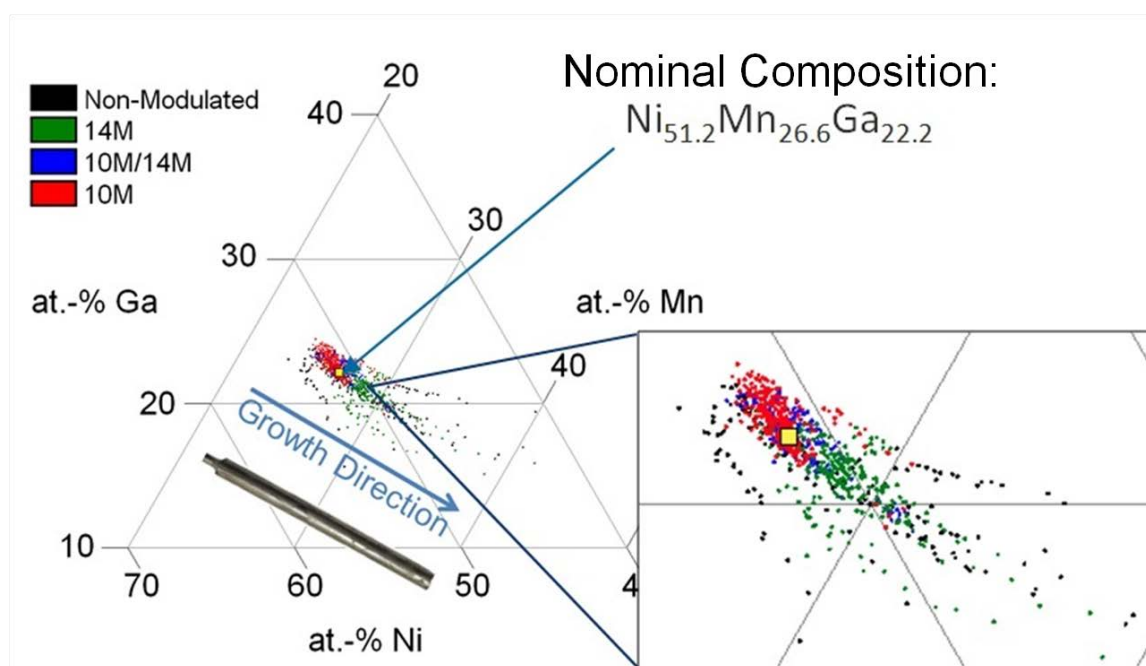 Nominal Composition:
Ni51.2Mn26.6Ga22.2
Non-Modulated
14M
10M/14M
10M
20
40
30
30
at.-% Ga
at.-% Mn
40
20
Growth Direction
10
70
60
50
4
at.-% Ni